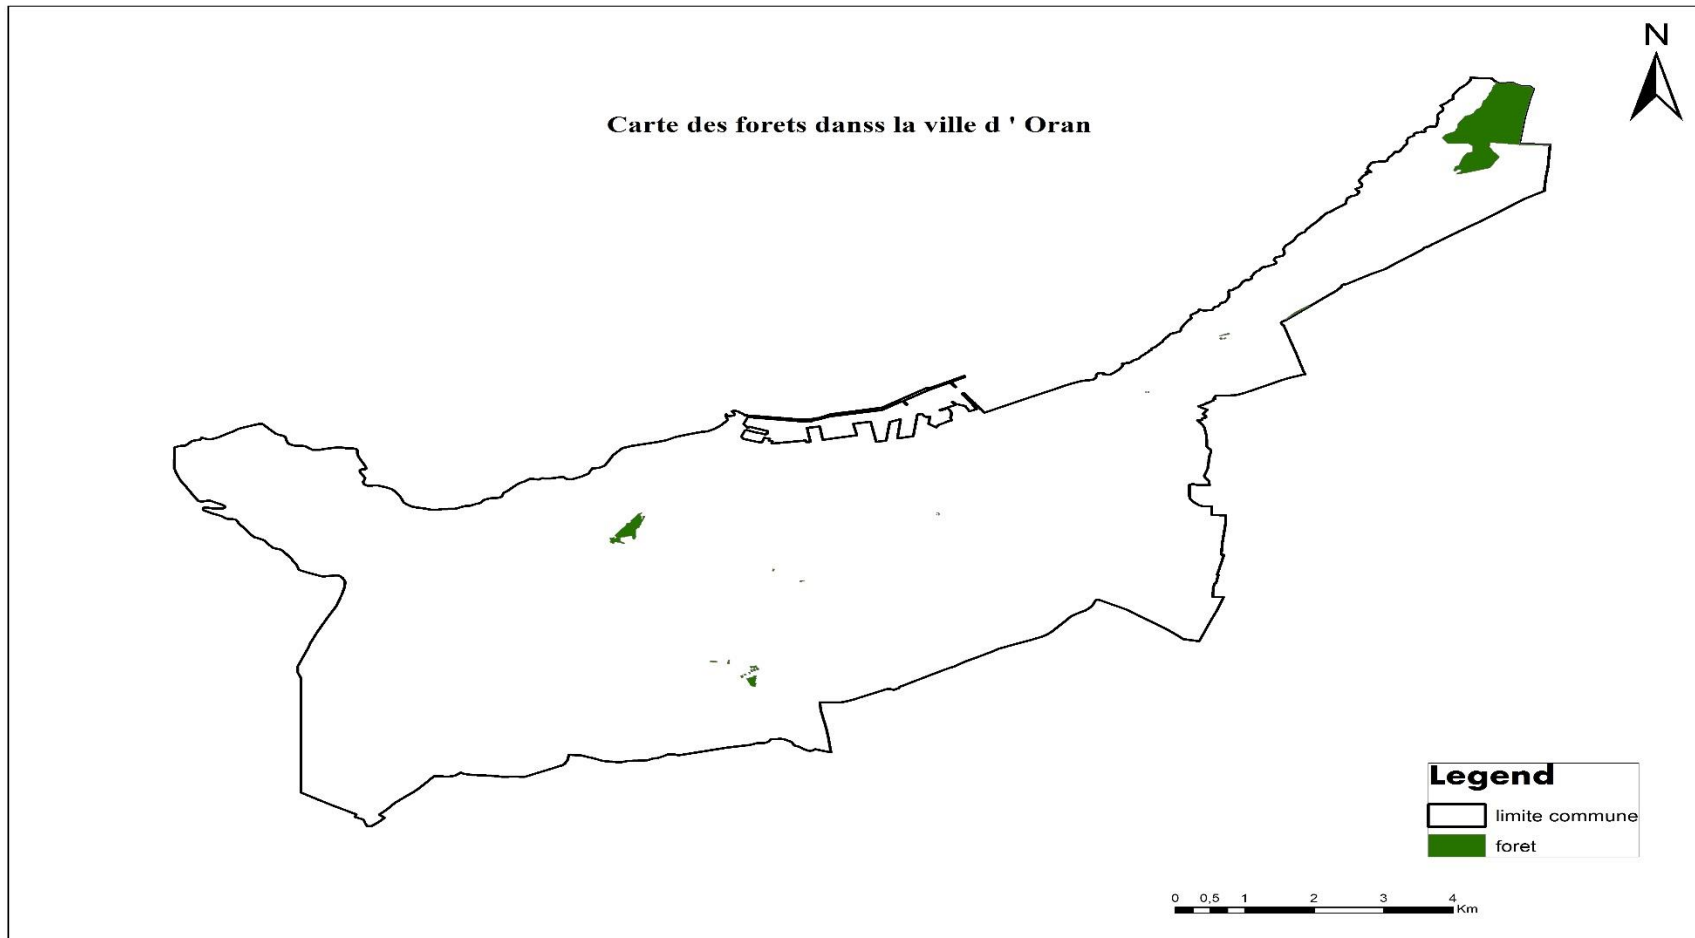 N
Carte des forets danss la ville d ' Oran
Legend
limite commune
foret
0 0,5 1 2 3 4
Km